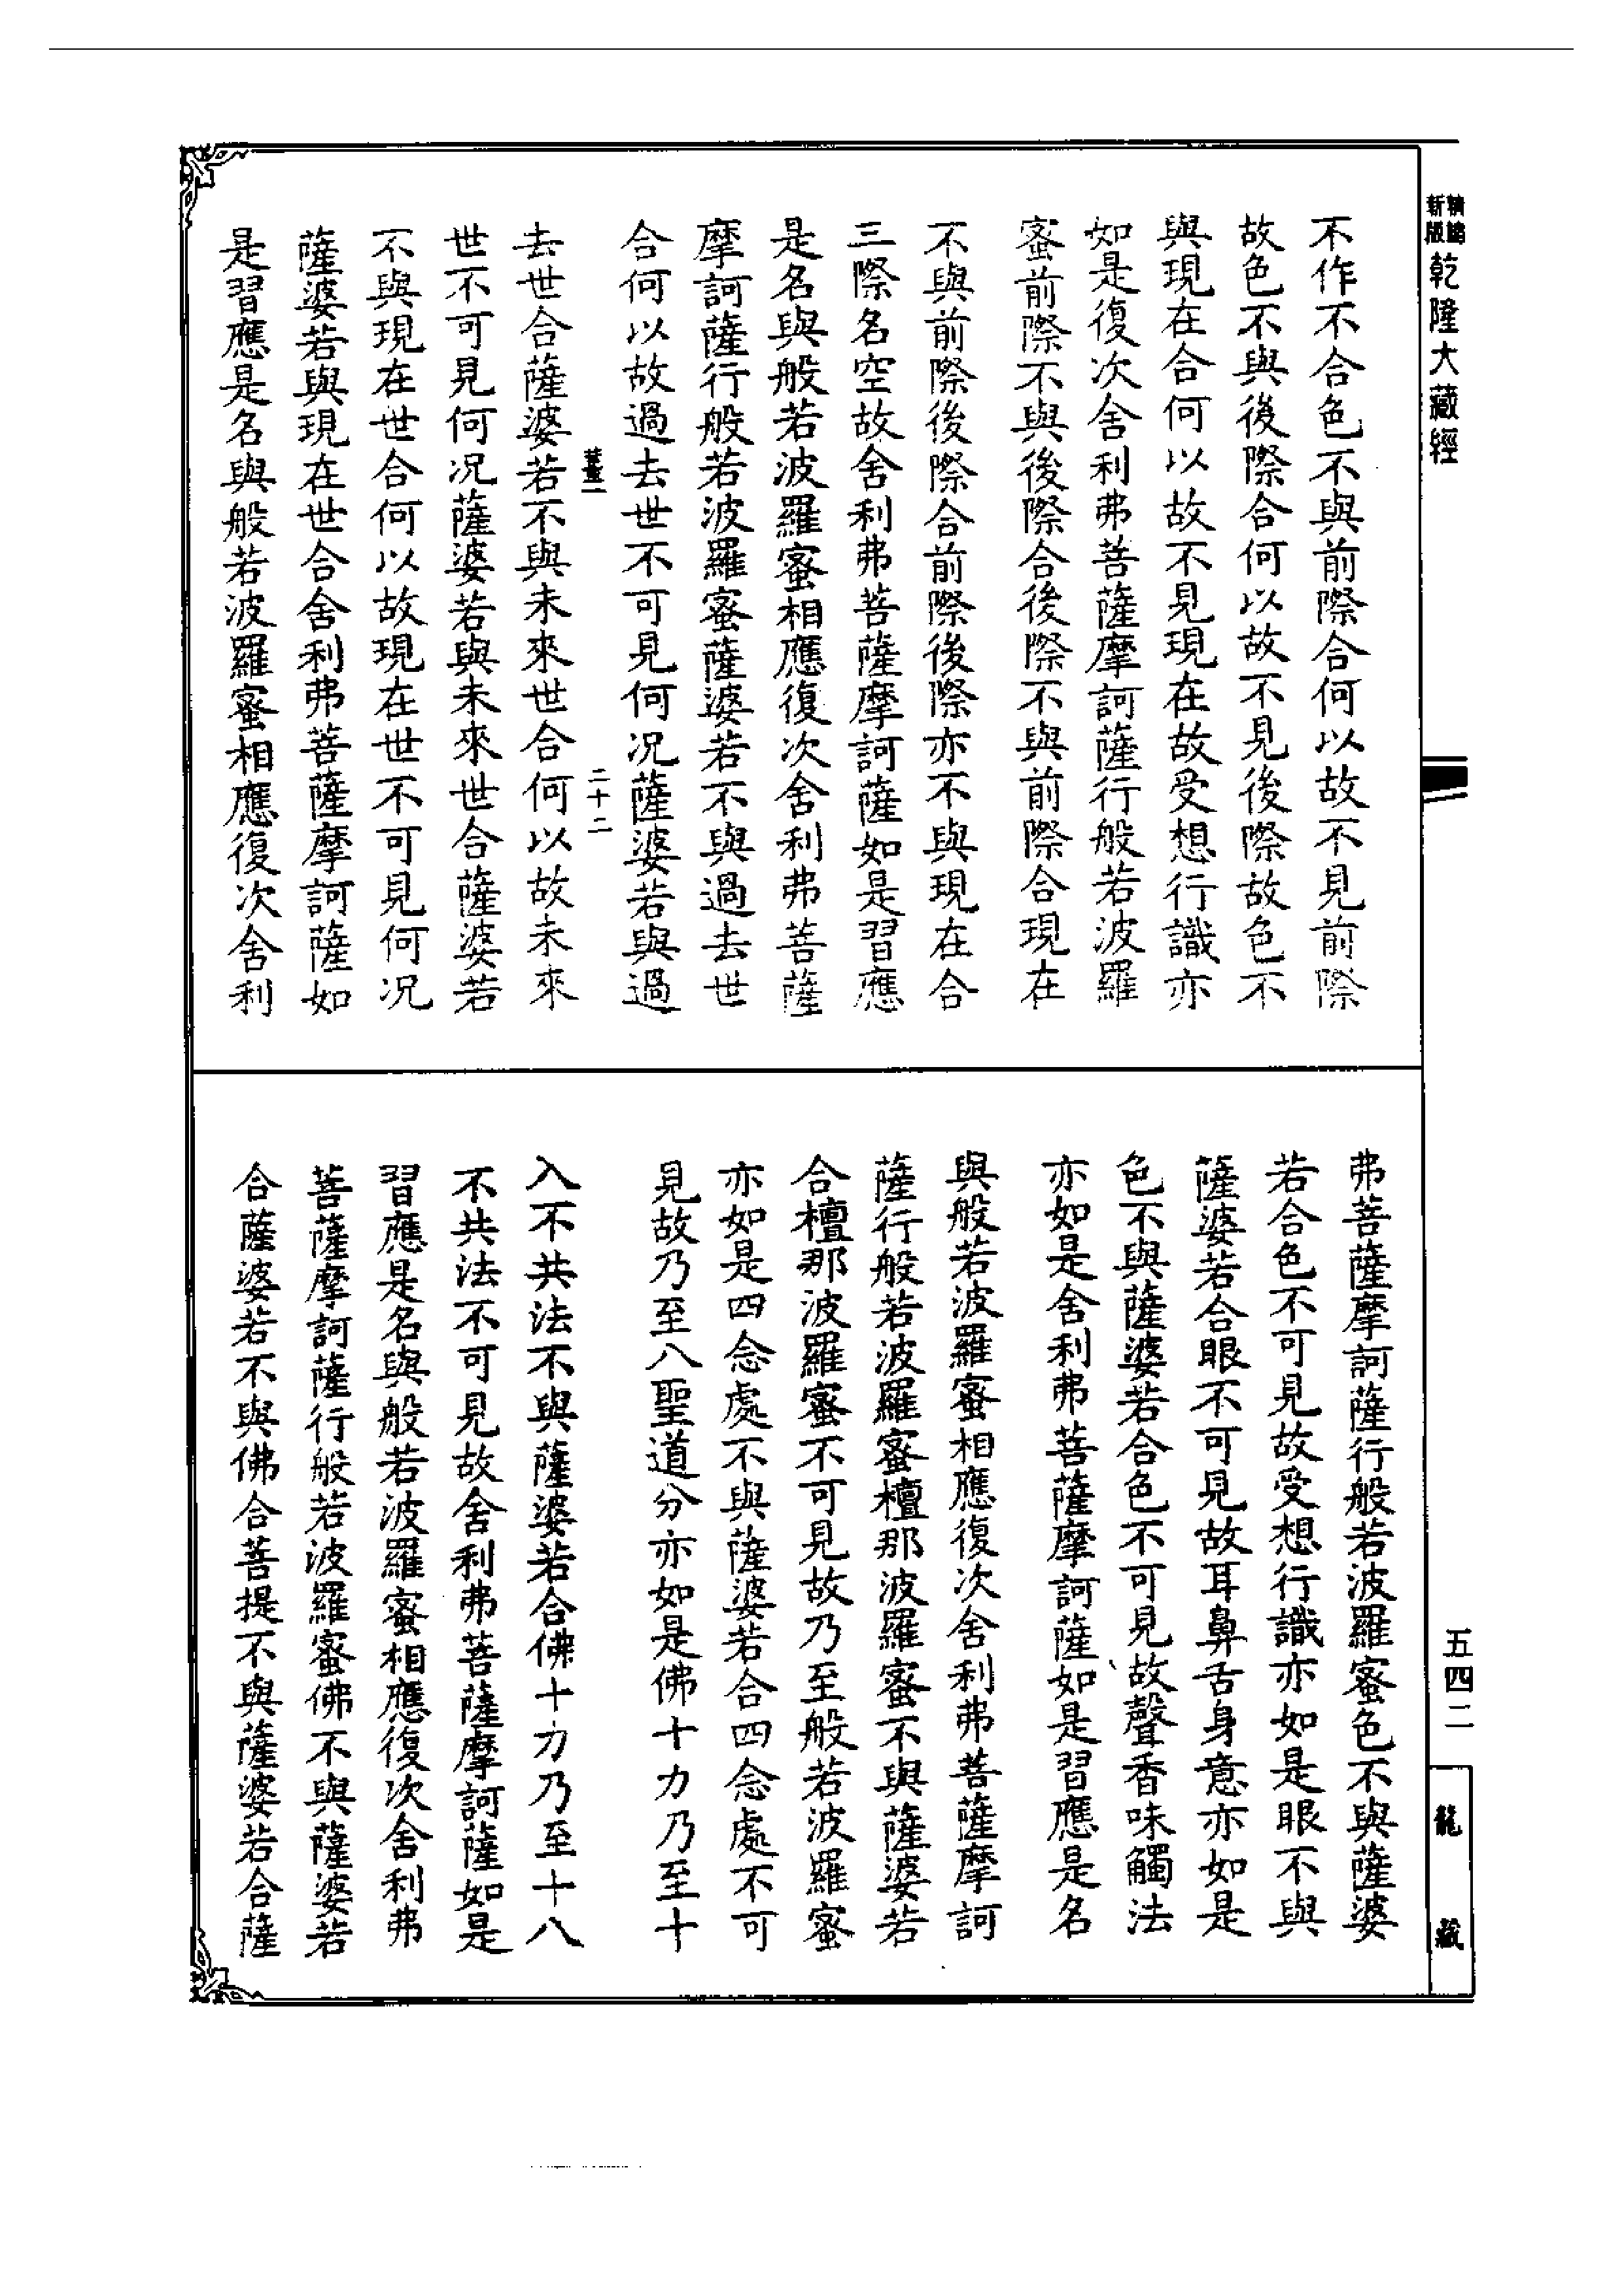 新版
乾隆大藏經
不作不合色不與前際合何以故不見前際
故色不與後際合何以故不見後際故色不
與現在合何以故不見現在故受想行識亦
如是復次舍利弗菩薩摩訶薩行般若波羅
蜜前際不與後際合後際不與前際合現在
不與前際後際合前際後際亦不與現在合
三際名空故舍利弗菩薩摩訶薩如是習應
是名與般若波羅蜜相應復次舍利弗菩薩
摩訶薩行般若波羅蜜薩婆若不與過去世
合何以故過去世不可見何況薩婆若與過
二十二
去世合薩婆若不與未來世合何以故未來
世不可見何況薩婆若與未來世合薩婆若
不與現在世合何以故現在世不可見何況
薩婆若與現在世合舍利弗菩薩摩訶薩如
是習應是名與般若波羅蜜相應復次舍利
弗菩薩摩訶薩行般若波羅蜜色不與薩婆
若合色不可見故受想行識亦如是眼不與
薩婆若合眼不可見故耳鼻舌身意亦如是
色不與薩婆若合色不可見故聲香味觸法
亦如是舍利弗菩薩摩訶薩如是習應是名
與般若波羅蜜相應復次舍利弗菩薩摩訶
薩行般若波羅蜜檀那波羅蜜不與薩婆若
合檀那波羅蜜不可見故乃至般若波羅蜜
亦如是四念處不與薩婆若合四念處不可
見故乃至八聖道分亦如是佛十力乃至十
八不共法不與薩婆若合佛十力乃至十八
不共法不可見故舍利弗菩薩摩訶薩如是
習應是名與般若波羅蜜相應復次舍利弗
菩薩摩訶薩行般若波羅蜜佛不與薩婆若
合薩婆若不與佛合菩提不與薩婆若合薩
五四二
龍藏